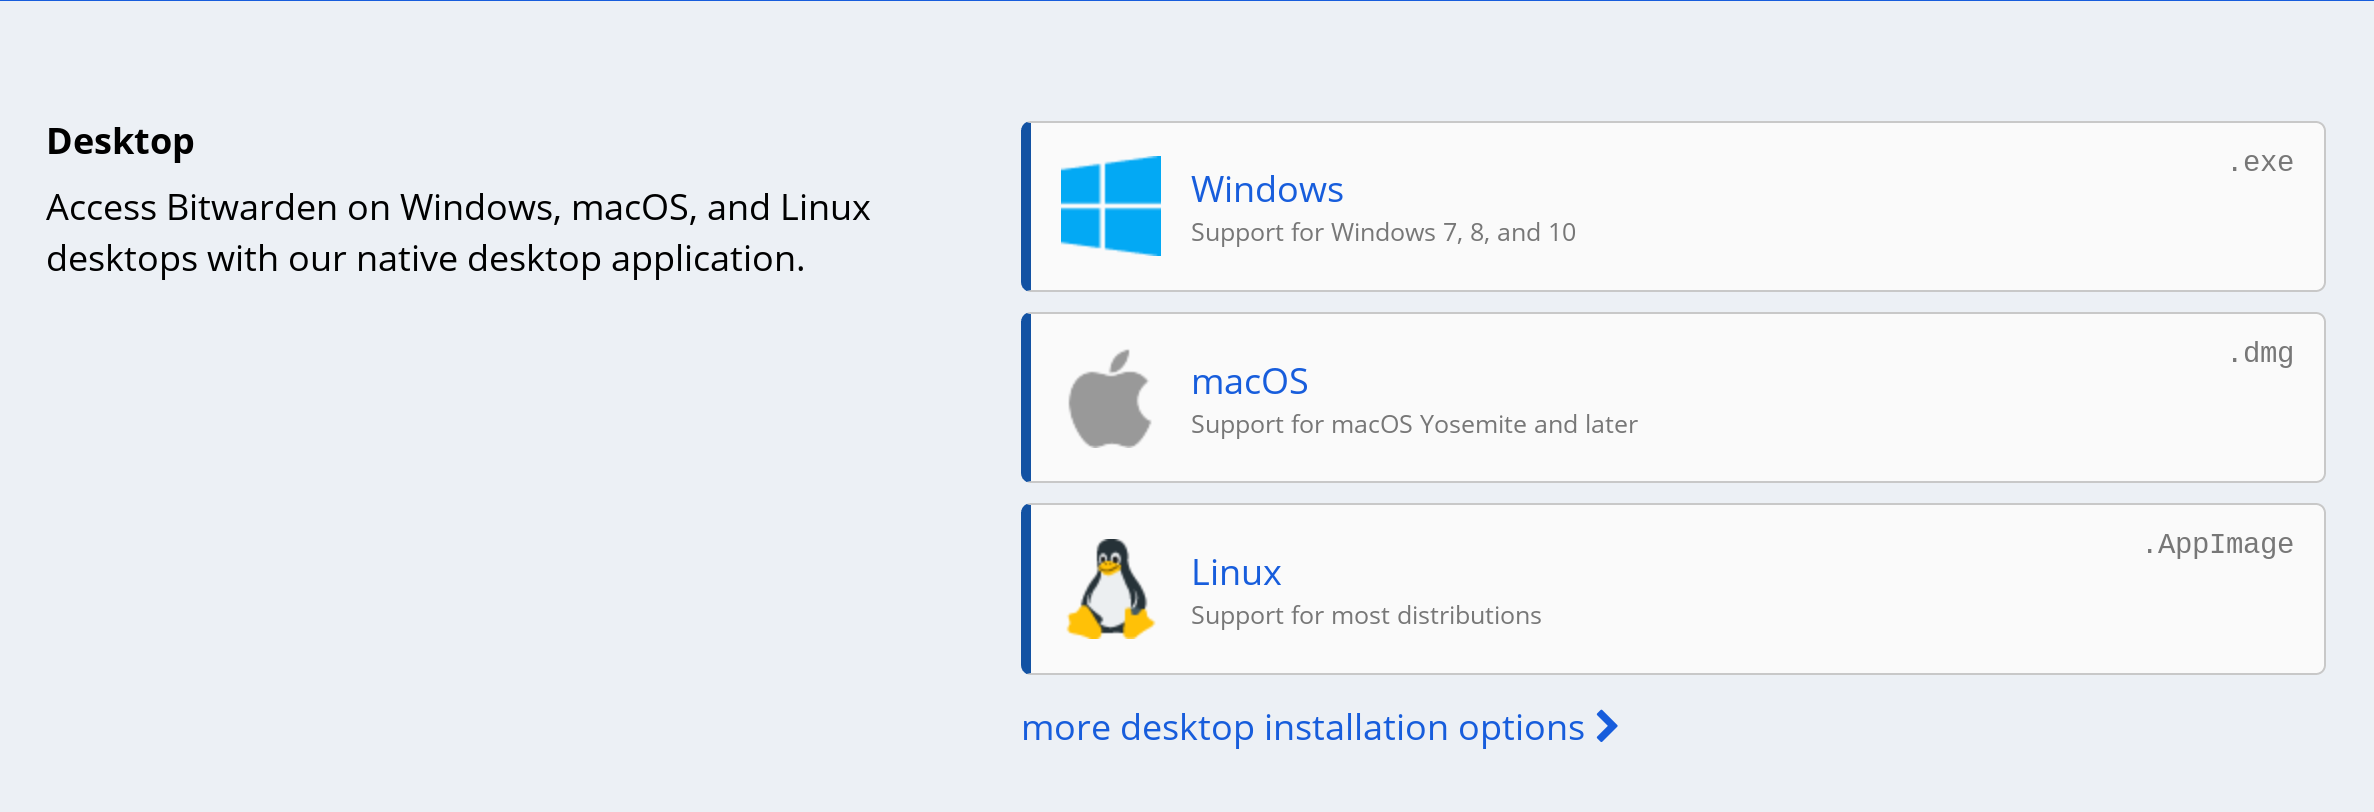 Desktop
Access Bitwarden on Windows, macOS, and Linux
desktops with our native desktop application.
Windows
Support for Windows 7, 8, and 10
.exe
macOS
Support for macOS Yosemite and later
.dmg
Linux
Support for most distributions
.AppImage
more desktop installation options